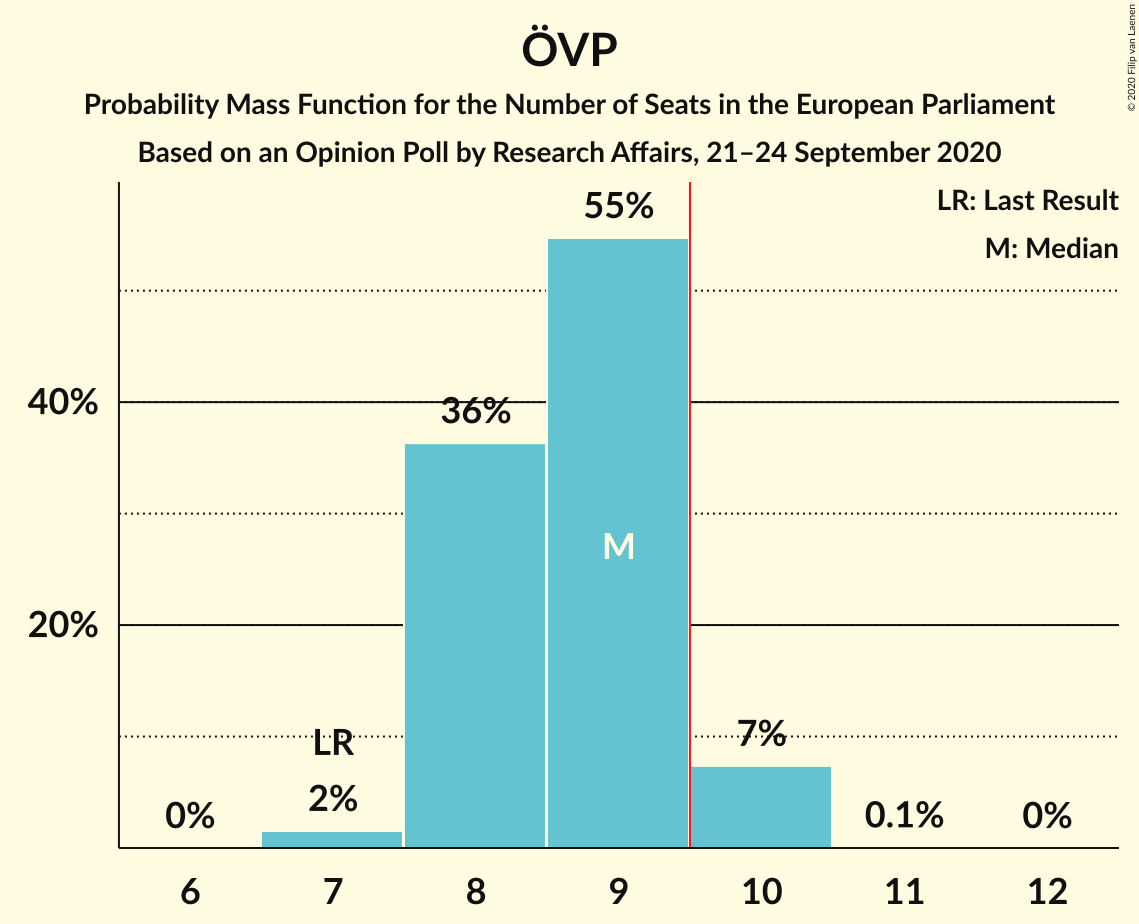 ÖVP
Probability Mass Function for the Number of Seats in the European Parliament
Based on an Opinion Poll by Research Affairs, 21–24 September 2020
© 2020 Filip van Laenen
LR: Last Result
M: Median
55%
40%
36%
M
20%
LR
7%
0%
2%
0.1%
0%
6 7 8 9 10 11 12